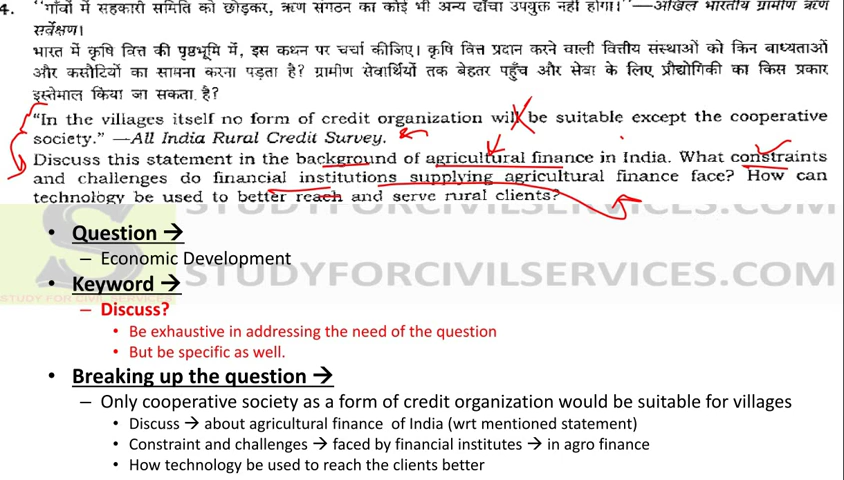 4. "गाँवों में सहकारी समिति को छोड़कर, ऋण संगठन का कोई भी अन्य ढाँचा उपयुक्त नहीं होगा।" —अखिल भारतीय ग्रामीण ऋण
सर्वेक्षण।
भारत में कृषि वित्त की पृष्ठभूमि में, इस कथन पर चर्चा कीजिए। कृषि वित्त प्रदान करने वाली वित्तीय संस्थाओं को किन बाध्यताओं
और कसौटियों का सामना करना पड़ता है? ग्रामीण सेवार्थियों तक बेहतर पहुँच और सेवा के लिए प्रौद्योगिकी का किस प्रकार
इस्तेमाल किया जा सकता है?
"In the villages itself no form of credit organization will be suitable except the cooperative
society." —All India Rural Credit Survey.
Discuss this statement in the background of agricultural finance in India. What constraints
and challenges do financial institutions supplying agricultural finance face? How can
technology be used to better reach and serve rural clients?
STUDYFORCIVILSERVICES.COM
• Question →
– Economic Development
STUDYFORCIVILSERVICES.COM
• Keyword →
STUDY FOR CIVIL SERVICES
– Discuss?
• Be exhaustive in addressing the need of the question
• But be specific as well.
• Breaking up the question →
– Only cooperative society as a form of credit organization would be suitable for villages
• Discuss → about agricultural finance of India (wrt mentioned statement)
• Constraint and challenges → faced by financial institutes → in agro finance
• How technology be used to reach the clients better